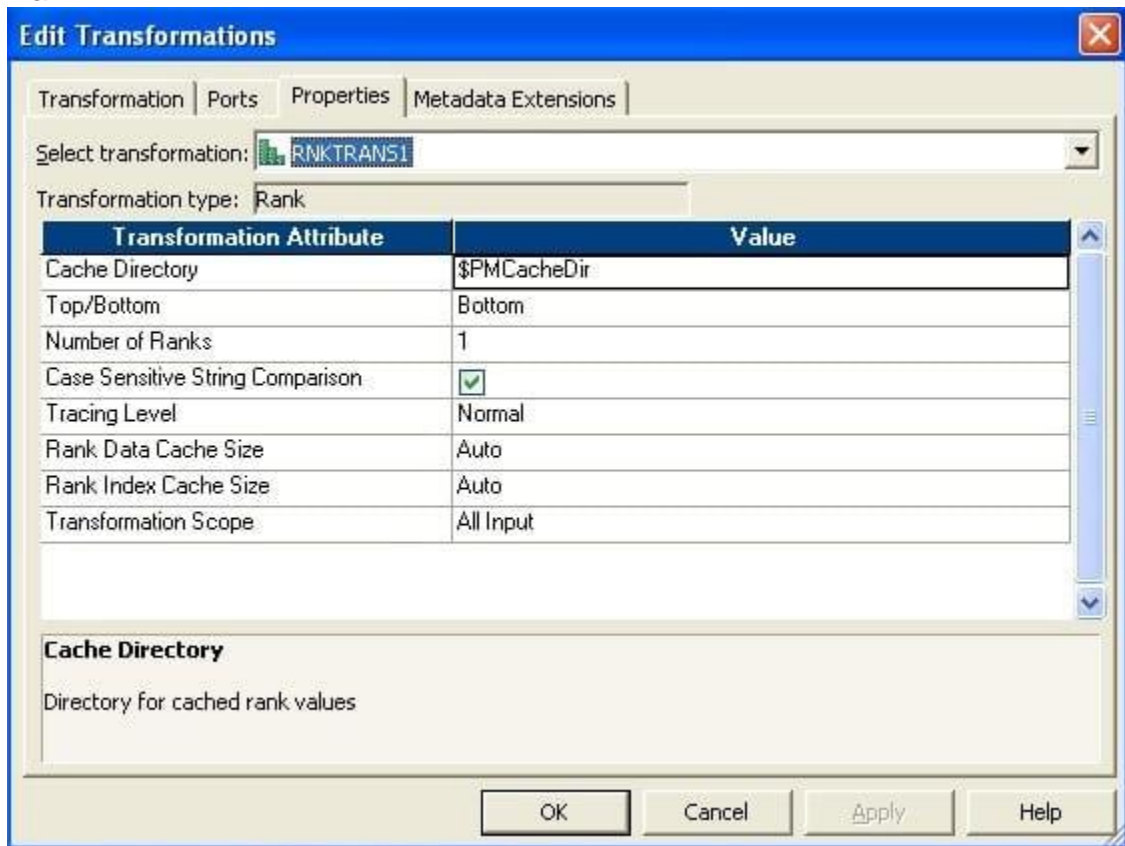 Edit Transformations
Transformation Ports Properties Metadata Extensions
Select transformation: RNKTRANS1
Transformation type: Rank
Transformation Attribute Value
Cache Directory $PMCacheDir
Top/Bottom Bottom
Number of Ranks 1
Case Sensitive String Comparison
Tracing Level Normal
Rank Data Cache Size Auto
Rank Index Cache Size Auto
Transformation Scope All Input
Cache Directory
Directory for cached rank values
OK Cancel Apply Help